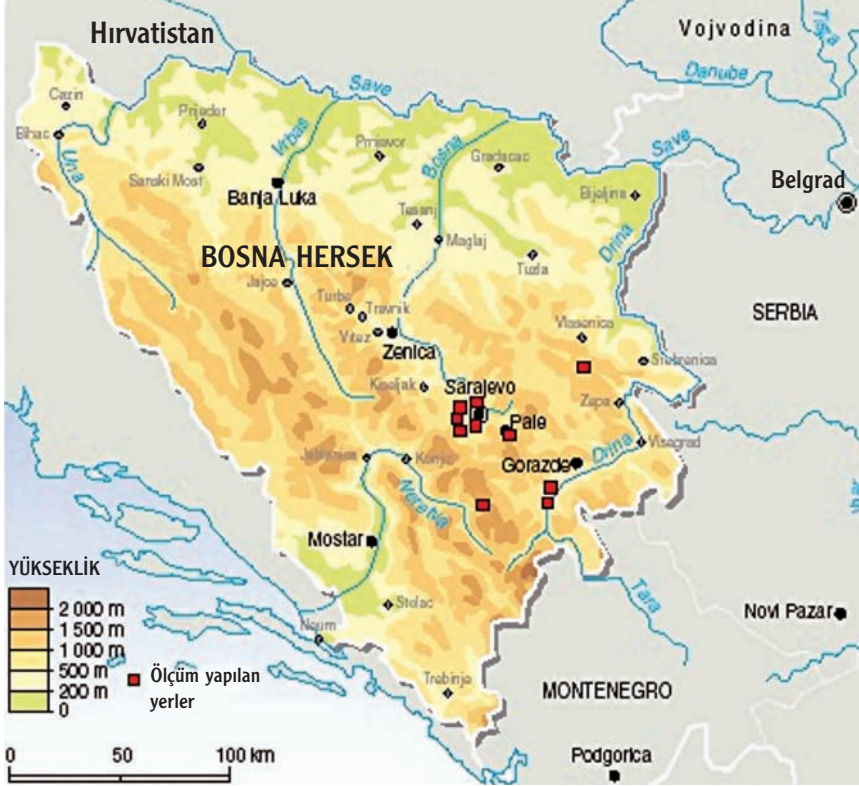 Hırvatistan
Vojvodina
Tisça
Danube
Save
Cazin
Prijedor
Bihac
Una
Vrbas
Prnjavor
Bosna
Gradacac
Save
Sanski Most
Banja Luka
Bijeljina
Belgrad
Tesanj
Maglaj
Drina
BOSNA HERSEK
Tuzla
Jajce
Turbe
Travnik
Vitez
Zenica
Vlasenica
SERBIA
Srebrenica
Kiseljak
Sarajevo
Zepa
Pale
Visegrad
Jablanica
Konjic
Gorazde
Drina
Neretva
Mostar
YÜKSEKLİK
2 000 m
1 500 m
1 000 m
500 m
200 m
0
Ölçüm yapılan
yerler
Stolac
Neum
Tara
Novi Pazar
Trebinje
MONTENEGRO
0 50 100 km
Podgorica